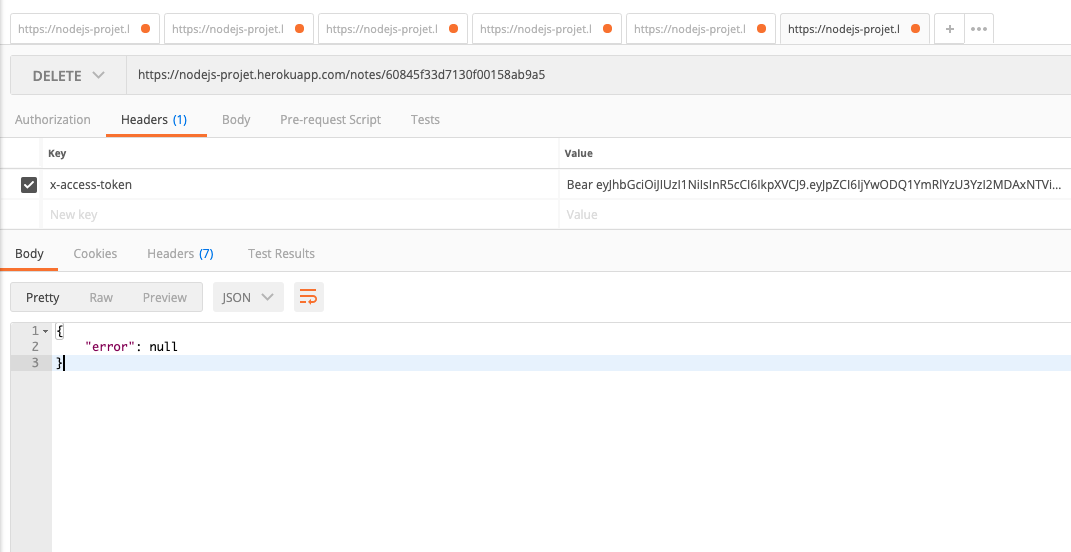 https://nodejs-projet.l https://nodejs-projet.l https://nodejs-projet.l https://nodejs-projet.l https://nodejs-projet.l https://nodejs-projet.l + •••
DELETE https://nodejs-projet.herokuapp.com/notes/60845f33d7130f00158ab9a5
Authorization Headers (1) Body Pre-request Script Tests
Key Value
x-access-token Bear eyJhbGciOiJIUzI1NiIsInR5cCI6IkpXVCJ9.eyJpZCI6IjYwODQ1YmRlYzU3YzI2MDAxNTVi...
New key Value
Body Cookies Headers (7) Test Results
Pretty Raw Preview JSON
1 {
2 "error": null
3 }